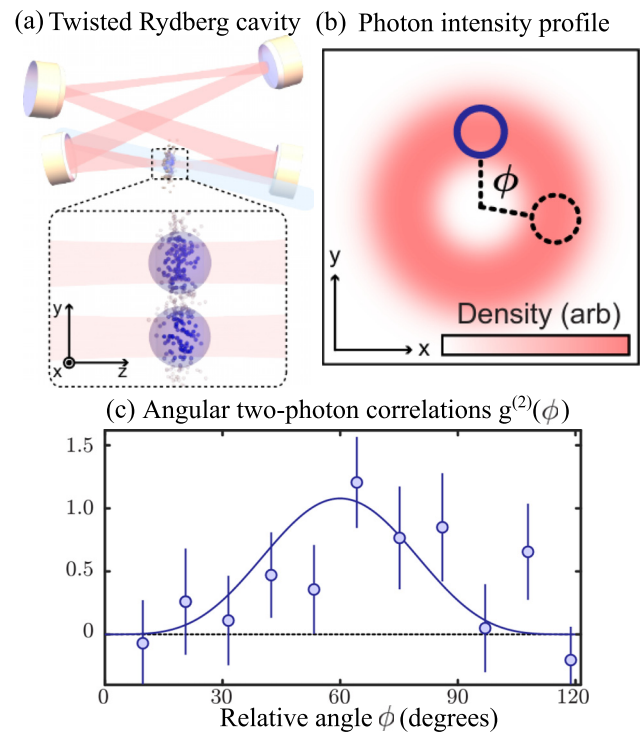 (a) Twisted Rydberg cavity
y
x
z
(b) Photon intensity profile
ϕ
y
x
Density (arb)
(c) Angular two-photon correlations g⁽²⁾(ϕ)
1.5
1.0
0.5
0
0 30 60 90 120
Relative angle ϕ (degrees)